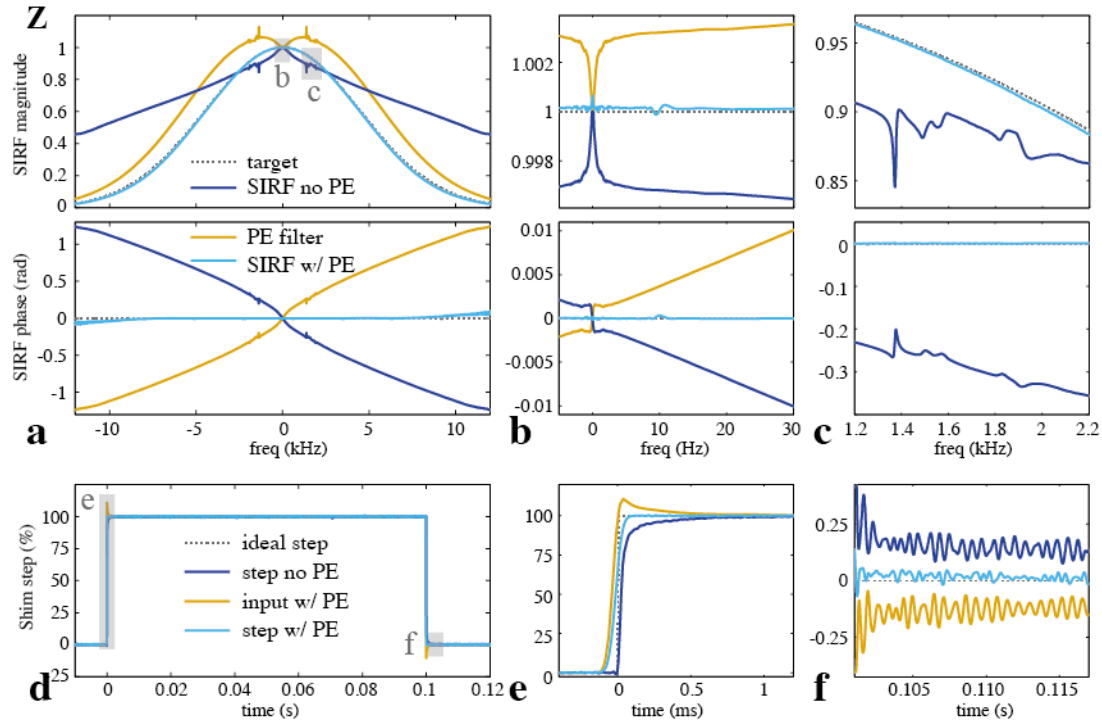 Z
SIRF magnitude
1
0.8
0.6
0.4
0.2
0
b
c
target
SIRF no PE
1.002
1
0.998
0.95
0.9
0.85
SIRF phase (rad)
1
0.5
0
-0.5
-1
PE filter
SIRF w/ PE
0.01
0.005
0
-0.005
-0.01
0
-0.1
-0.2
-0.3
-10 -5 0 5 10
0 10 20 30
1.2 1.4 1.6 1.8 2 2.2
a freq (kHz)
b freq (Hz)
c freq (kHz)
Shim step (%)
100
75
50
25
0
25
e
f
ideal step
step no PE
input w/ PE
step w/ PE
100
75
50
25
0
0.25
0
-0.25
0 0.02 0.04 0.06 0.08 0.1 0.12
0 0.5 1
0.105 0.110 0.115
d time (s)
e time (ms)
f time (s)